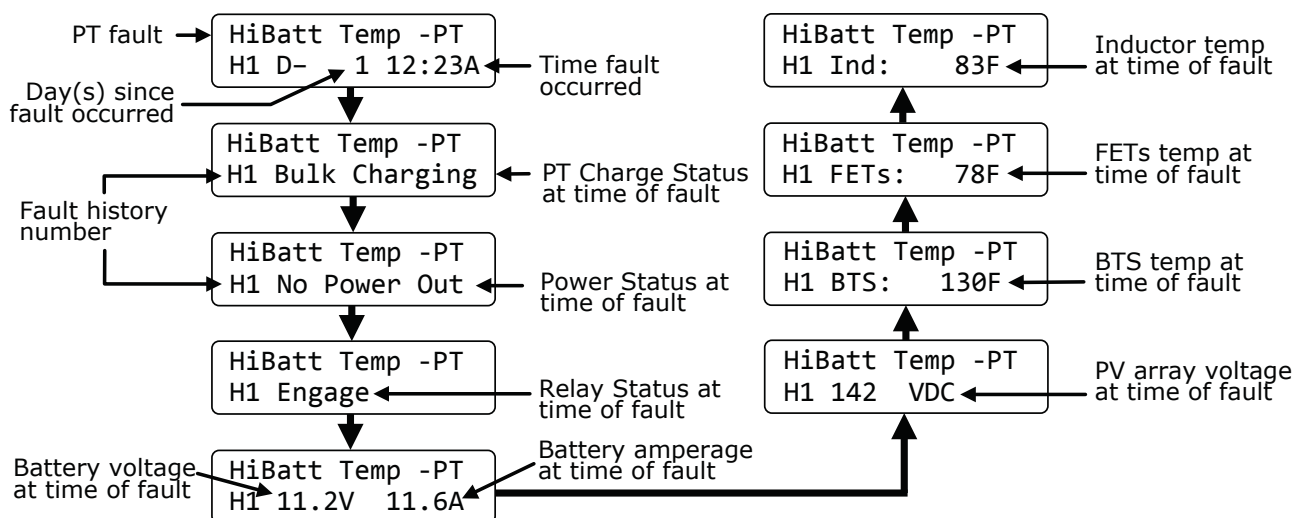 PT fault
HiBatt Temp -PT
H1 D– 1 12:23A
Time fault
occurred
Day(s) since
fault occurred
HiBatt Temp -PT
H1 Bulk Charging
PT Charge Status
at time of fault
Fault history
number
HiBatt Temp -PT
H1 No Power Out
Power Status at
time of fault
HiBatt Temp -PT
H1 Engage
Relay Status at
time of fault
Battery voltage
at time of fault
HiBatt Temp -PT
H1 11.2V 11.6A
Battery amperage
at time of fault
HiBatt Temp -PT
H1 142 VDC
PV array voltage
at time of fault
HiBatt Temp -PT
H1 BTS: 130F
BTS temp at
time of fault
HiBatt Temp -PT
H1 FETs: 78F
FETs temp at
time of fault
HiBatt Temp -PT
H1 Ind: 83F
Inductor temp
at time of fault